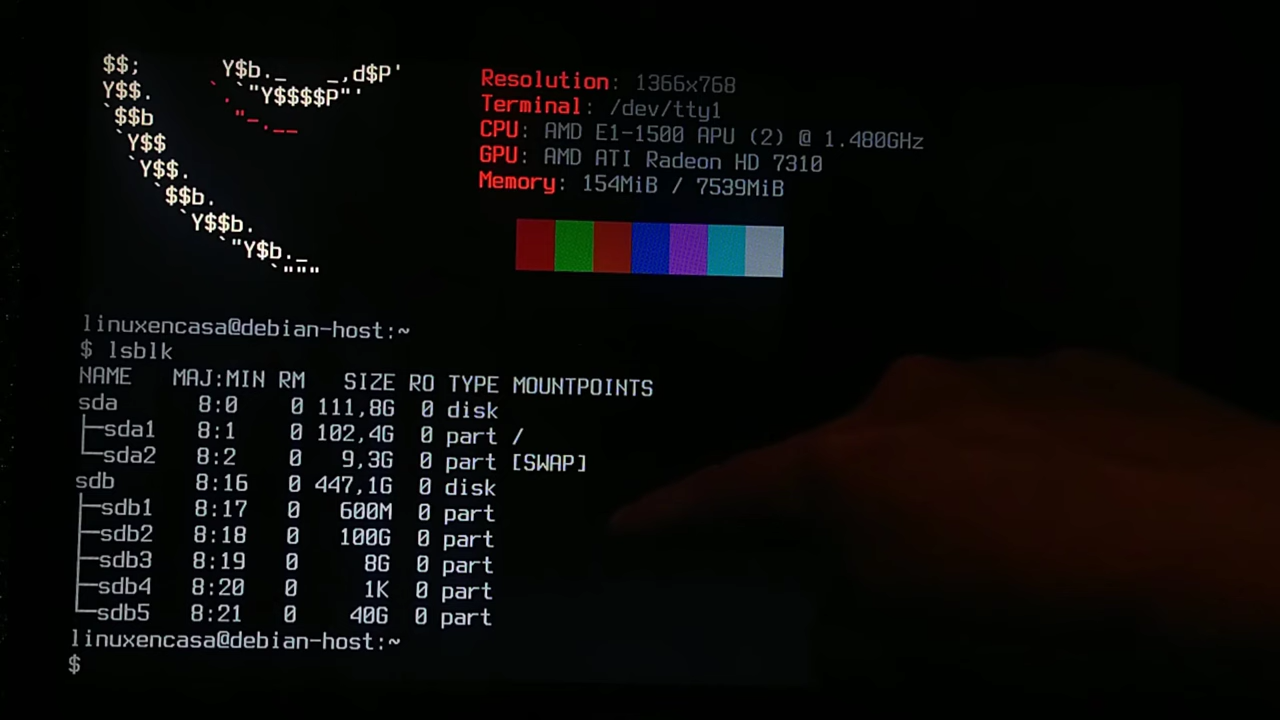 $$;        Y$b._   _,d$P'
Y$$.     `.`"Y$$$$P"'
`$$b       "-.__
 `Y$$
  `Y$$.
    `$$b.
      `Y$$b.
         `"Y$b._
             `"""
Resolution: 1366x768
Terminal: /dev/tty1
CPU: AMD E1-1500 APU (2) @ 1.480GHz
GPU: AMD ATI Radeon HD 7310
Memory: 154MiB / 7539MiB
linuxencasa@debian-host:~
$ lsblk
NAME   MAJ:MIN RM   SIZE RO TYPE MOUNTPOINTS
sda      8:0    0 111,8G  0 disk
├─sda1   8:1    0 102,4G  0 part /
└─sda2   8:2    0   9,3G  0 part [SWAP]
sdb      8:16   0 447,1G  0 disk
├─sdb1   8:17   0   600M  0 part
├─sdb2   8:18   0   100G  0 part
├─sdb3   8:19   0     8G  0 part
├─sdb4   8:20   0     1K  0 part
└─sdb5   8:21   0    40G  0 part
linuxencasa@debian-host:~
$